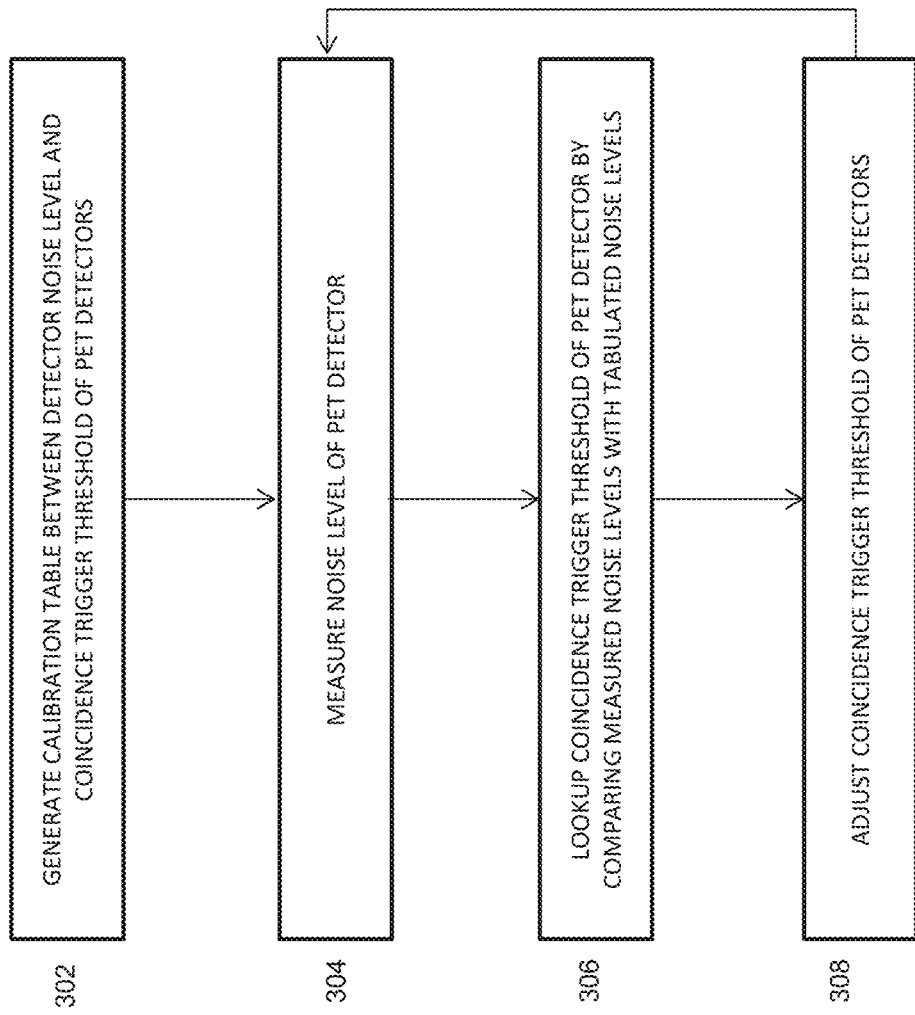 302
GENERATE CALIBRATION TABLE BETWEEN DETECTOR NOISE LEVEL AND
COINCIDENCE TRIGGER THRESHOLD OF PET DETECTORS
304
MEASURE NOISE LEVEL OF PET DETECTOR
306
LOOKUP COINCIDENCE TRIGGER THRESHOLD OF PET DETECTOR BY
COMPARING MEASURED NOISE LEVELS WITH TABULATED NOISE LEVELS
308
ADJUST COINCIDENCE TRIGGER THRESHOLD OF PET DETECTORS